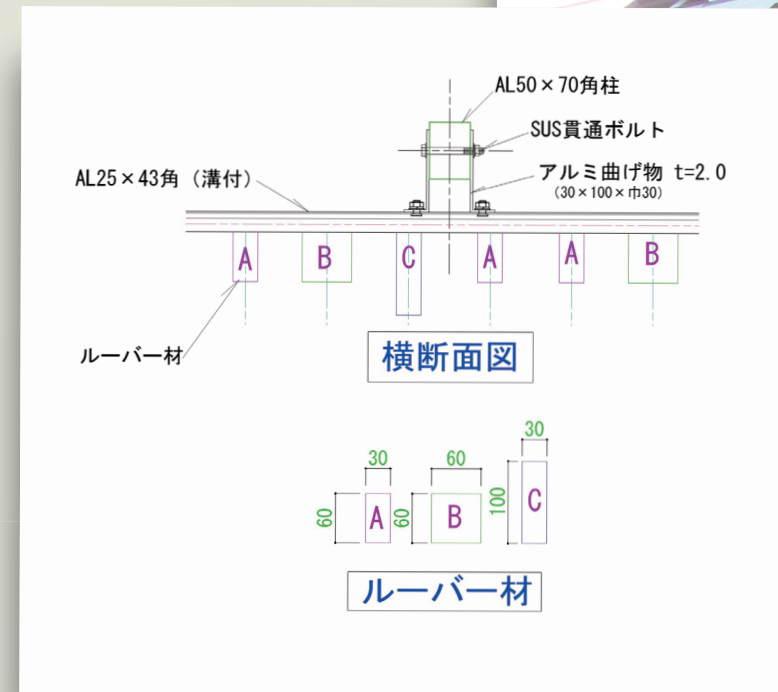 AL50×70角柱
SUS貫通ボルト
アルミ曲げ物 t=2.0
(30×100×巾30)
AL25×43角 (溝付)
A B C A A B
ルーバー材
横断面図
30 60 30
60 A 60 B 100 C
ルーバー材